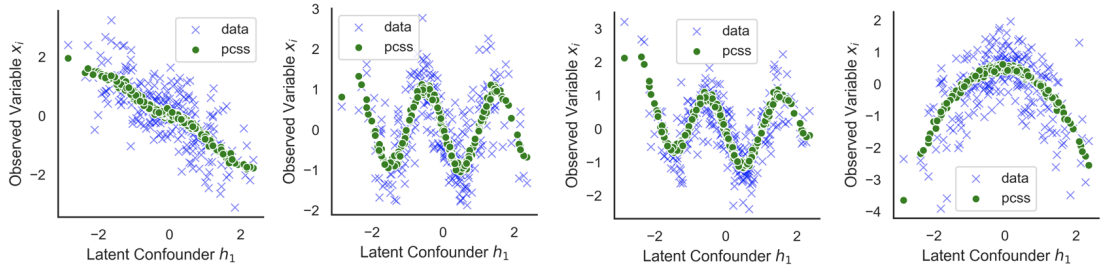 Observed Variable x_i
2
0
−2
data
pcss
−2
0
2
Latent Confounder h_1
Observed Variable x_i
3
2
1
0
−1
−2
data
pcss
−2
0
2
Latent Confounder h_1
Observed Variable x_i
3
2
1
0
−1
−2
data
pcss
−2
0
2
Latent Confounder h_1
Observed Variable x_i
2
1
0
−1
−2
−3
−4
data
pcss
−2
0
2
Latent Confounder h_1